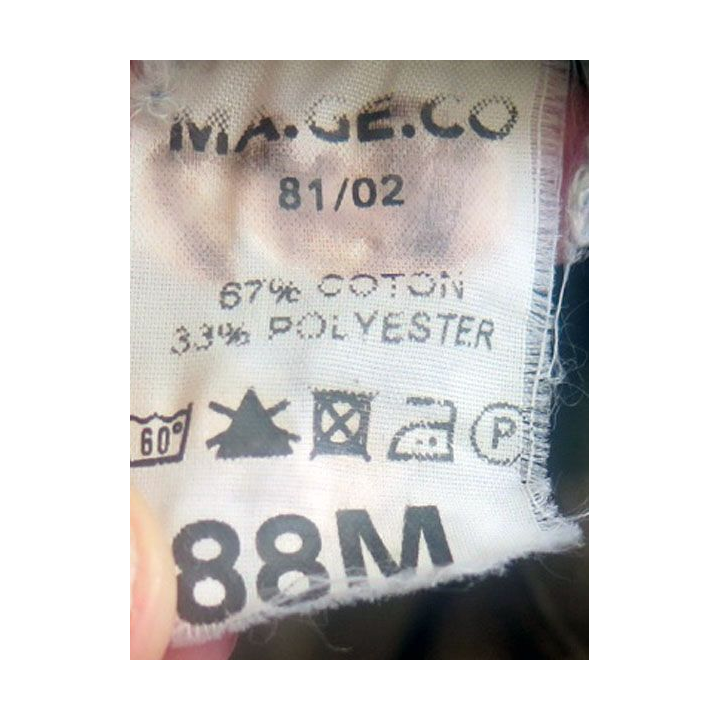 MA.GE.CO
81/02
67% COTON
33% POLYESTER
60° P
88M